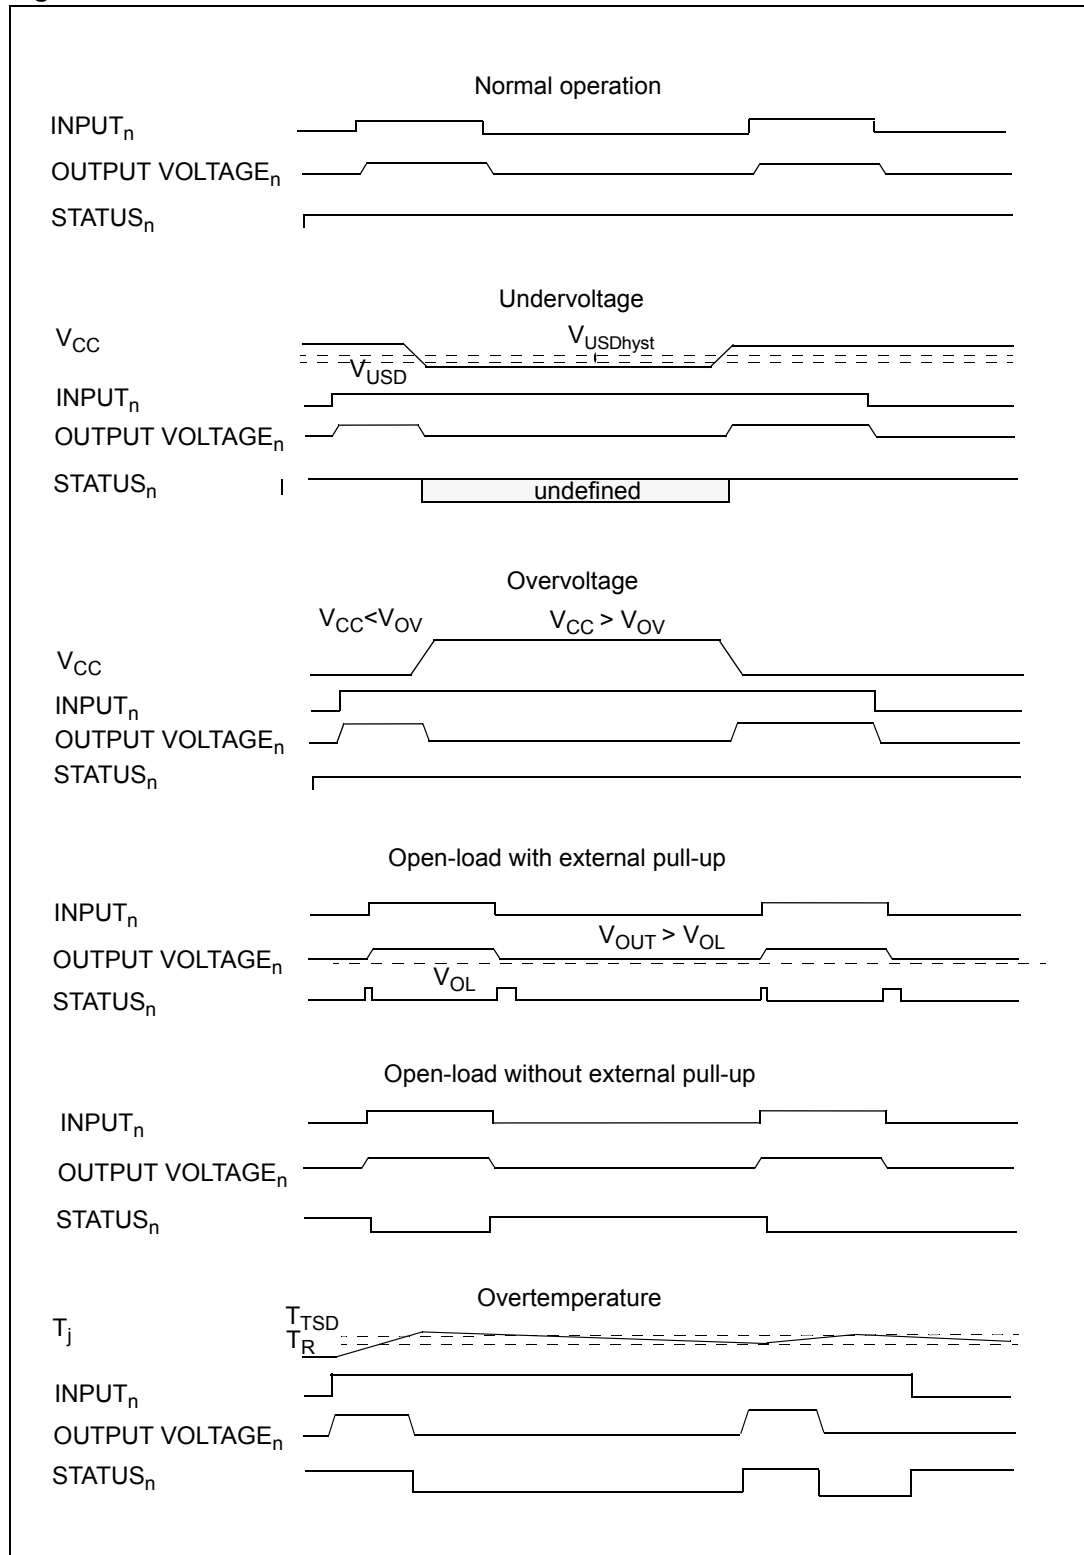 Normal operation
INPUTn
OUTPUT VOLTAGEn
STATUSn
Undervoltage
VCC
VUSDhyst
VUSD
INPUTn
OUTPUT VOLTAGEn
STATUSn
undefined
Overvoltage
VCC<VOV
VCC > VOV
VCC
INPUTn
OUTPUT VOLTAGEn
STATUSn
Open-load with external pull-up
INPUTn
VOUT > VOL
OUTPUT VOLTAGEn
VOL
STATUSn
Open-load without external pull-up
INPUTn
OUTPUT VOLTAGEn
STATUSn
Overtemperature
Tj
TTSD
TR
INPUTn
OUTPUT VOLTAGEn
STATUSn